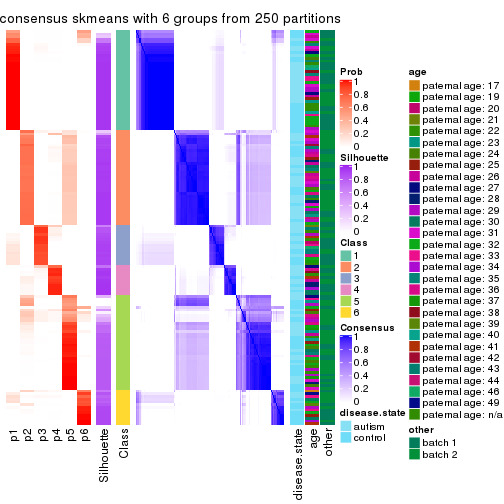 consensus skmeans with 6 groups from 250 partitions
Prob
1
0.8
0.6
0.4
0.2
0
Silhouette
1
0.8
0.6
0.4
0.2
0
Class
1
2
3
4
5
6
Consensus
1
0.8
0.6
0.4
0.2
0
disease.state
autism
control
age
paternal age: 17
paternal age: 19
paternal age: 20
paternal age: 21
paternal age: 22
paternal age: 23
paternal age: 24
paternal age: 25
paternal age: 26
paternal age: 27
paternal age: 28
paternal age: 29
paternal age: 30
paternal age: 31
paternal age: 32
paternal age: 33
paternal age: 34
paternal age: 35
paternal age: 36
paternal age: 37
paternal age: 38
paternal age: 39
paternal age: 40
paternal age: 41
paternal age: 42
paternal age: 43
paternal age: 44
paternal age: 46
paternal age: 49
paternal age: n/a
other
batch 1
batch 2
p1
p2
p3
p4
p5
p6
Silhouette
Class
disease.state
age
other